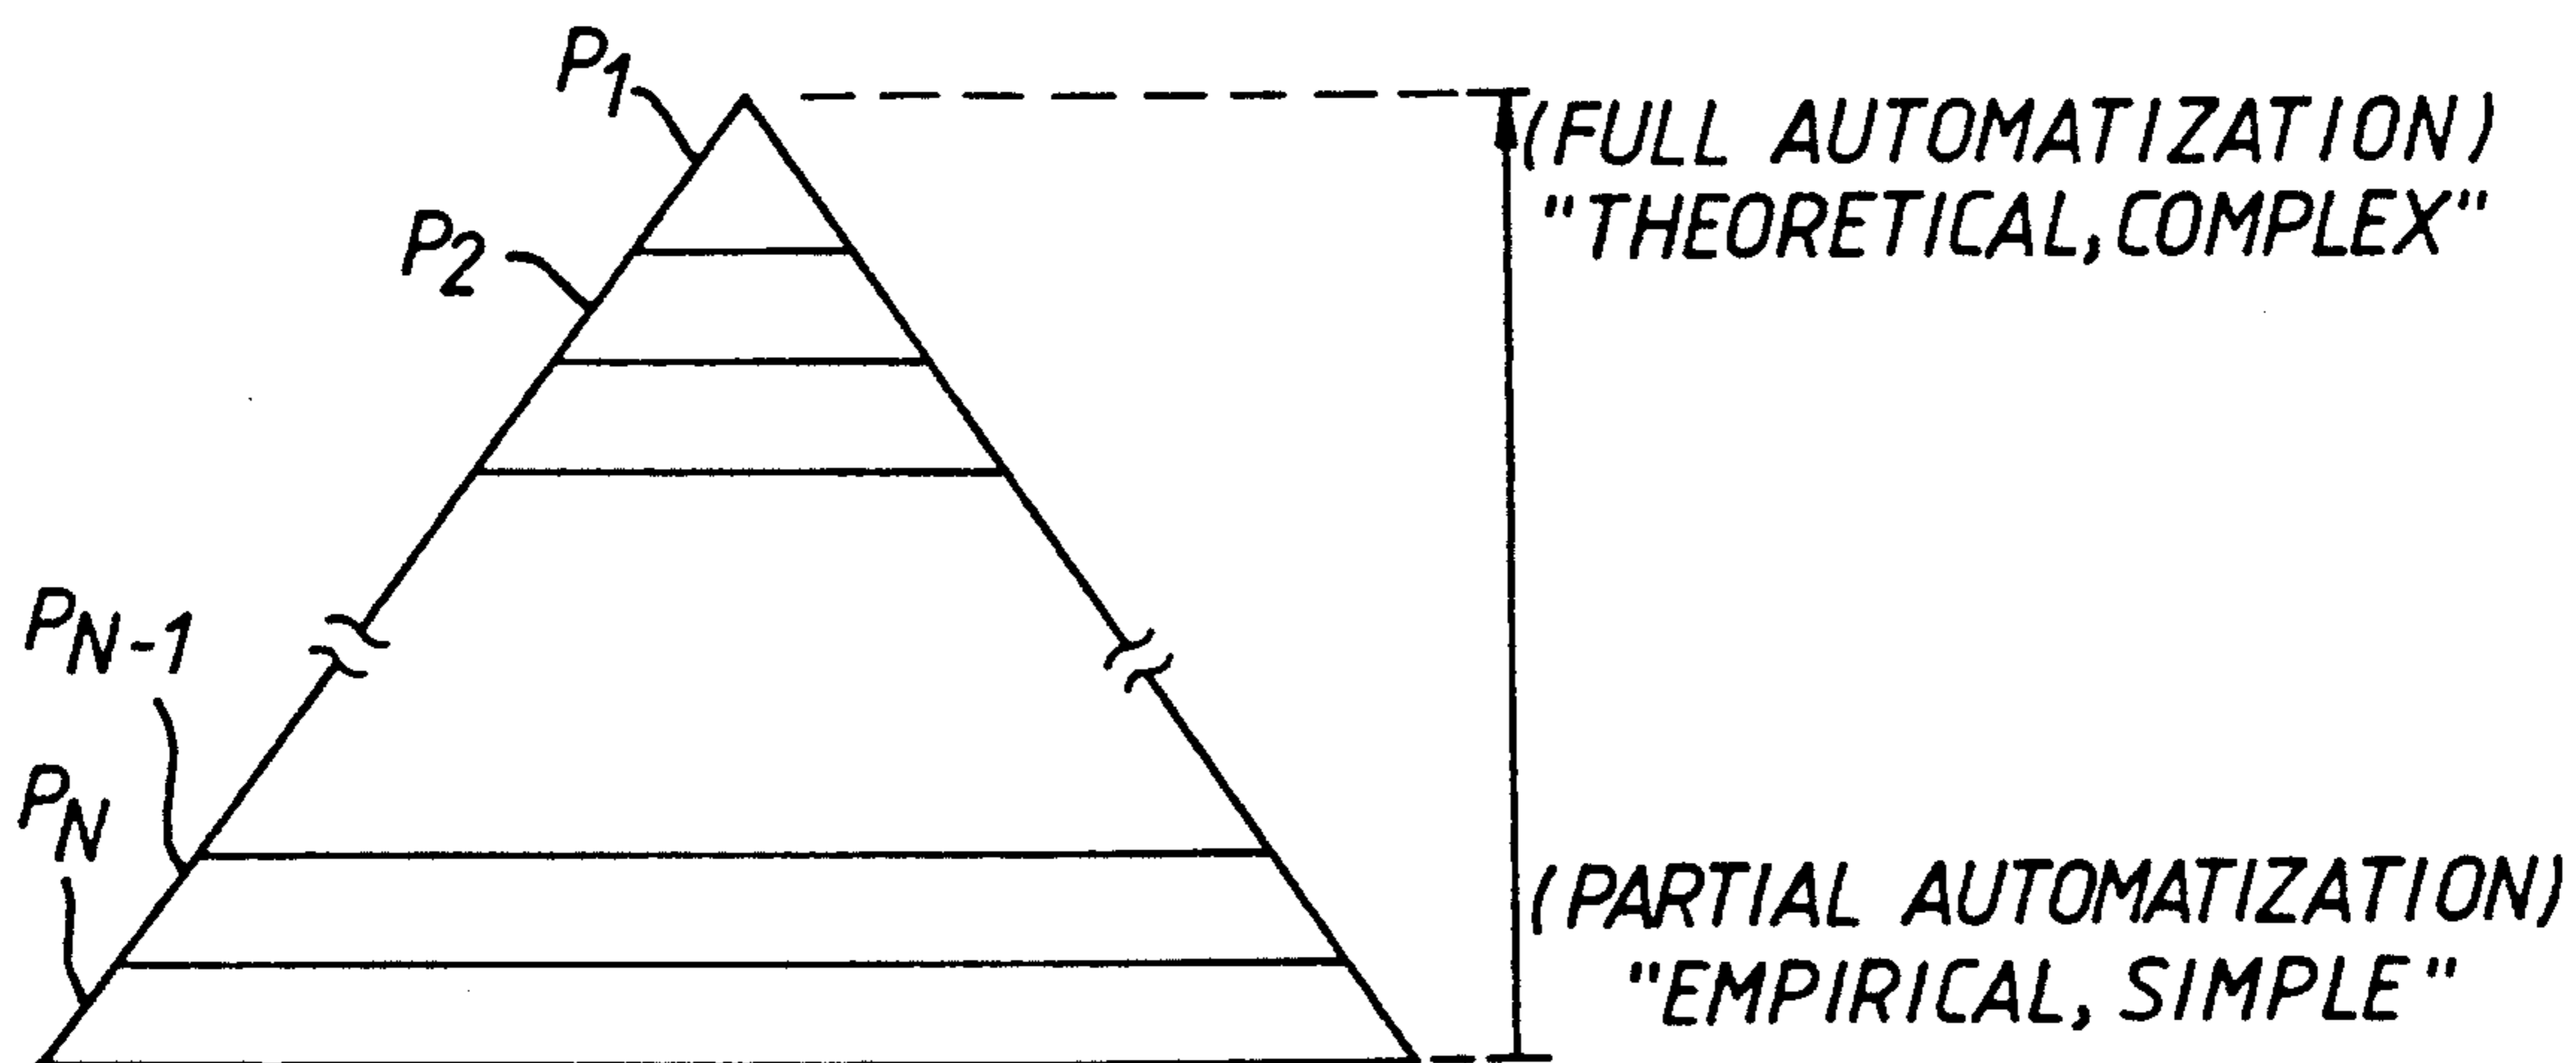 P1
(FULL AUTOMATIZATION)
"THEORETICAL, COMPLEX"
P2
PN-1
PN
(PARTIAL AUTOMATIZATION)
"EMPIRICAL, SIMPLE"